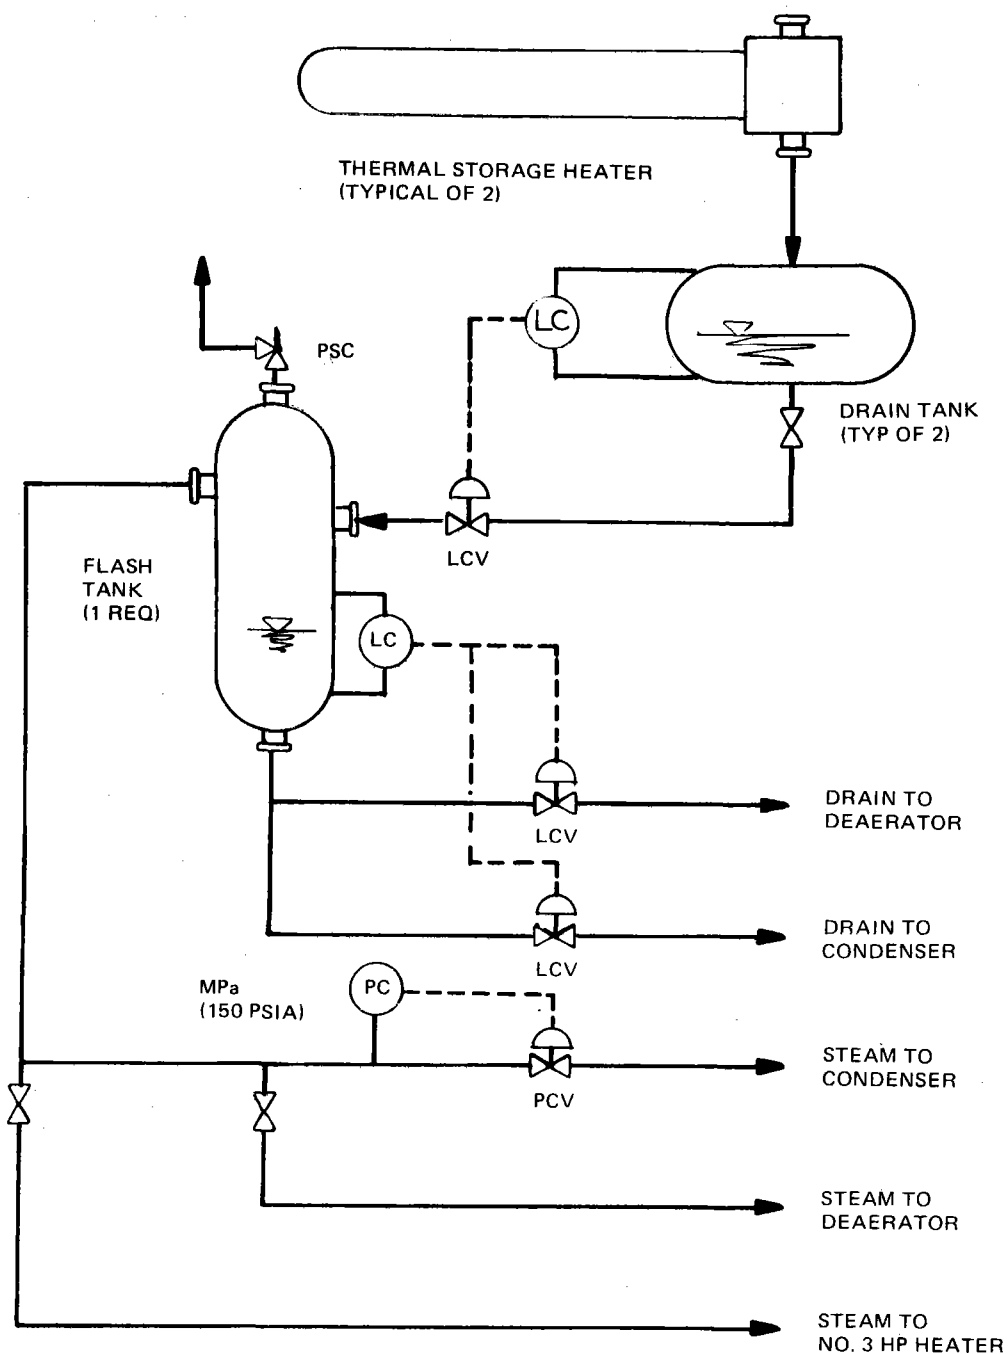 THERMAL STORAGE HEATER
(TYPICAL OF 2)
LC
PSC
DRAIN TANK
(TYP OF 2)
LCV
FLASH
TANK
(1 REQ)
LC
DRAIN TO
DEAERATOR
LCV
DRAIN TO
CONDENSER
LCV
MPa
(150 PSIA)
PC
STEAM TO
CONDENSER
PCV
STEAM TO
DEAERATOR
STEAM TO
NO. 3 HP HEATER